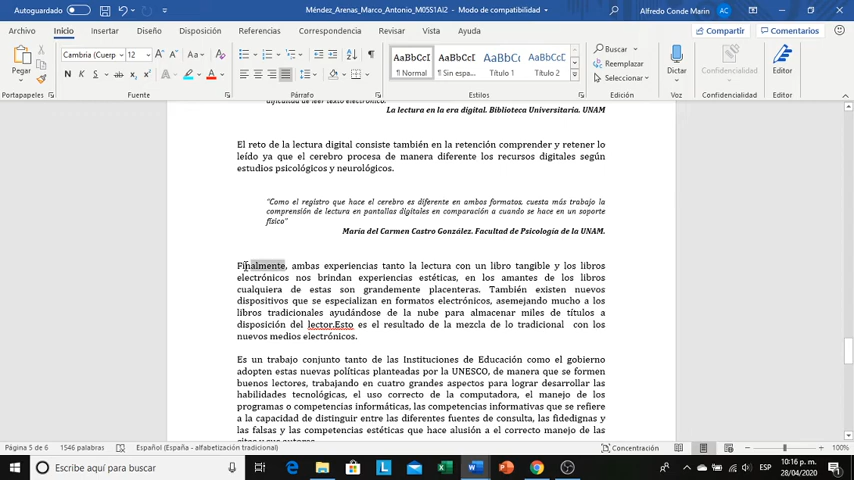 Autoguardado
Méndez_Arenas_Marco_Antonio_M05S1AI2 - Modo de compatibilidad
Alfredo Conde Marin
AC
Archivo Inicio Insertar Diseño Disposición Referencias Correspondencia Revisar Vista Ayuda
Compartir Comentarios
Pegar
Cambria (Cuerp 12
N K S
AaBbCcI AaBbCcI AaBbC( AaBbCcI
¶ Normal ¶ Sin espa... Título 1 Título 2
Buscar
Reemplazar
Seleccionar
Dictar
Confidencialidad
Editor
Portapapeles Fuente Párrafo Estilos Edición Voz Confidencialidad Editor
dificultad de leer texto electrónico.
La lectura en la era digital. Biblioteca Universitaria. UNAM
El reto de la lectura digital consiste también en la retención comprender y retener lo
leído ya que el cerebro procesa de manera diferente los recursos digitales según
estudios psicológicos y neurológicos.
"Como el registro que hace el cerebro es diferente en ambos formatos, cuesta más trabajo la
comprensión de lectura en pantallas digitales en comparación a cuando se hace en un soporte
físico"
María del Carmen Castro González. Facultad de Psicología de la UNAM.
Finalmente, ambas experiencias tanto la lectura con un libro tangible y los libros
electrónicos nos brindan experiencias estéticas, en los amantes de los libros
cualquiera de estas son grandemente placenteras. También existen nuevos
dispositivos que se especializan en formatos electrónicos, asemejando mucho a los
libros tradicionales ayudándose de la nube para almacenar miles de títulos a
disposición del lector.Esto es el resultado de la mezcla de lo tradicional con los
nuevos medios electrónicos.
Es un trabajo conjunto tanto de las Instituciones de Educación como el gobierno
adopten estas nuevas políticas planteadas por la UNESCO, de manera que se formen
buenos lectores, trabajando en cuatro grandes aspectos para lograr desarrollar las
habilidades tecnológicas, el uso correcto de la computadora, el manejo de los
programas o competencias informáticas, las competencias informativas que se refiere
a la capacidad de distinguir entre las diferentes fuentes de consulta, las fidedignas y
las falsas y las competencias estéticas que hace alusión a el correcto manejo de las
citas y sus autores.
Página 5 de 6 1546 palabras Español (España - alfabetización tradicional) Concentración 100%
Escribe aquí para buscar
ESP
10:16 p. m.
28/04/2020